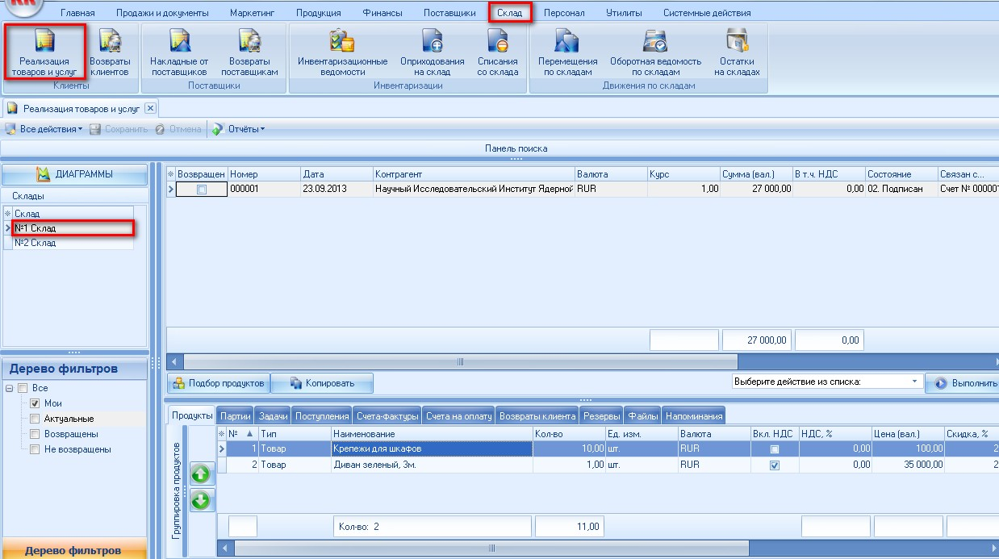 Главная Продажи и документы Маркетинг Продукция Финансы Поставщики Склад Персонал Утилиты Системные действия
Реализация товаров и услуг
Возвраты клиентов
Клиенты
Накладные от поставщиков
Возвраты поставщикам
Поставщики
Инвентаризационные ведомости
Оприходования на склад
Списания со склада
Инвентаризации
Перемещения по складам
Оборотная ведомость по складам
Остатки на складах
Движения по складам
Реализация товаров и услуг
Все действия Сохранить Отмена Отчёты
Панель поиска
ДИАГРАММЫ
Склады
Склад
№1 Склад
№2 Склад
Дерево фильтров
Все
Мои
Актуальные
Возвращены
Не возвращены
Дерево фильтров
Возвращен Номер Дата Контрагент Валюта Курс Сумма (вал.) В т.ч. НДС Состояние Связан с...
000001 23.09.2013 Научный Исследовательский Институт Ядерной RUR 1,00 27 000,00 0,00 02. Подписан Счет № 00000
27 000,00 0,00
Подбор продуктов Копировать Выберите действие из списка: Выполнить
Продукты Партии Задачи Поступления Счета-фактуры Счета на оплату Возвраты клиента Резервы Файлы Напоминания
Группировка продуктов
№ Тип Наименование Кол-во Ед. изм. Валюта Вкл. НДС НДС, % Цена (вал.) Скидка, %
1 Товар Крепежи для шкафов 10,00 шт. RUR 0,00 100,00 2
2 Товар Диван зеленый, 3м. 1,00 шт. RUR 0,00 35 000,00 2
Кол-во: 2 11,00